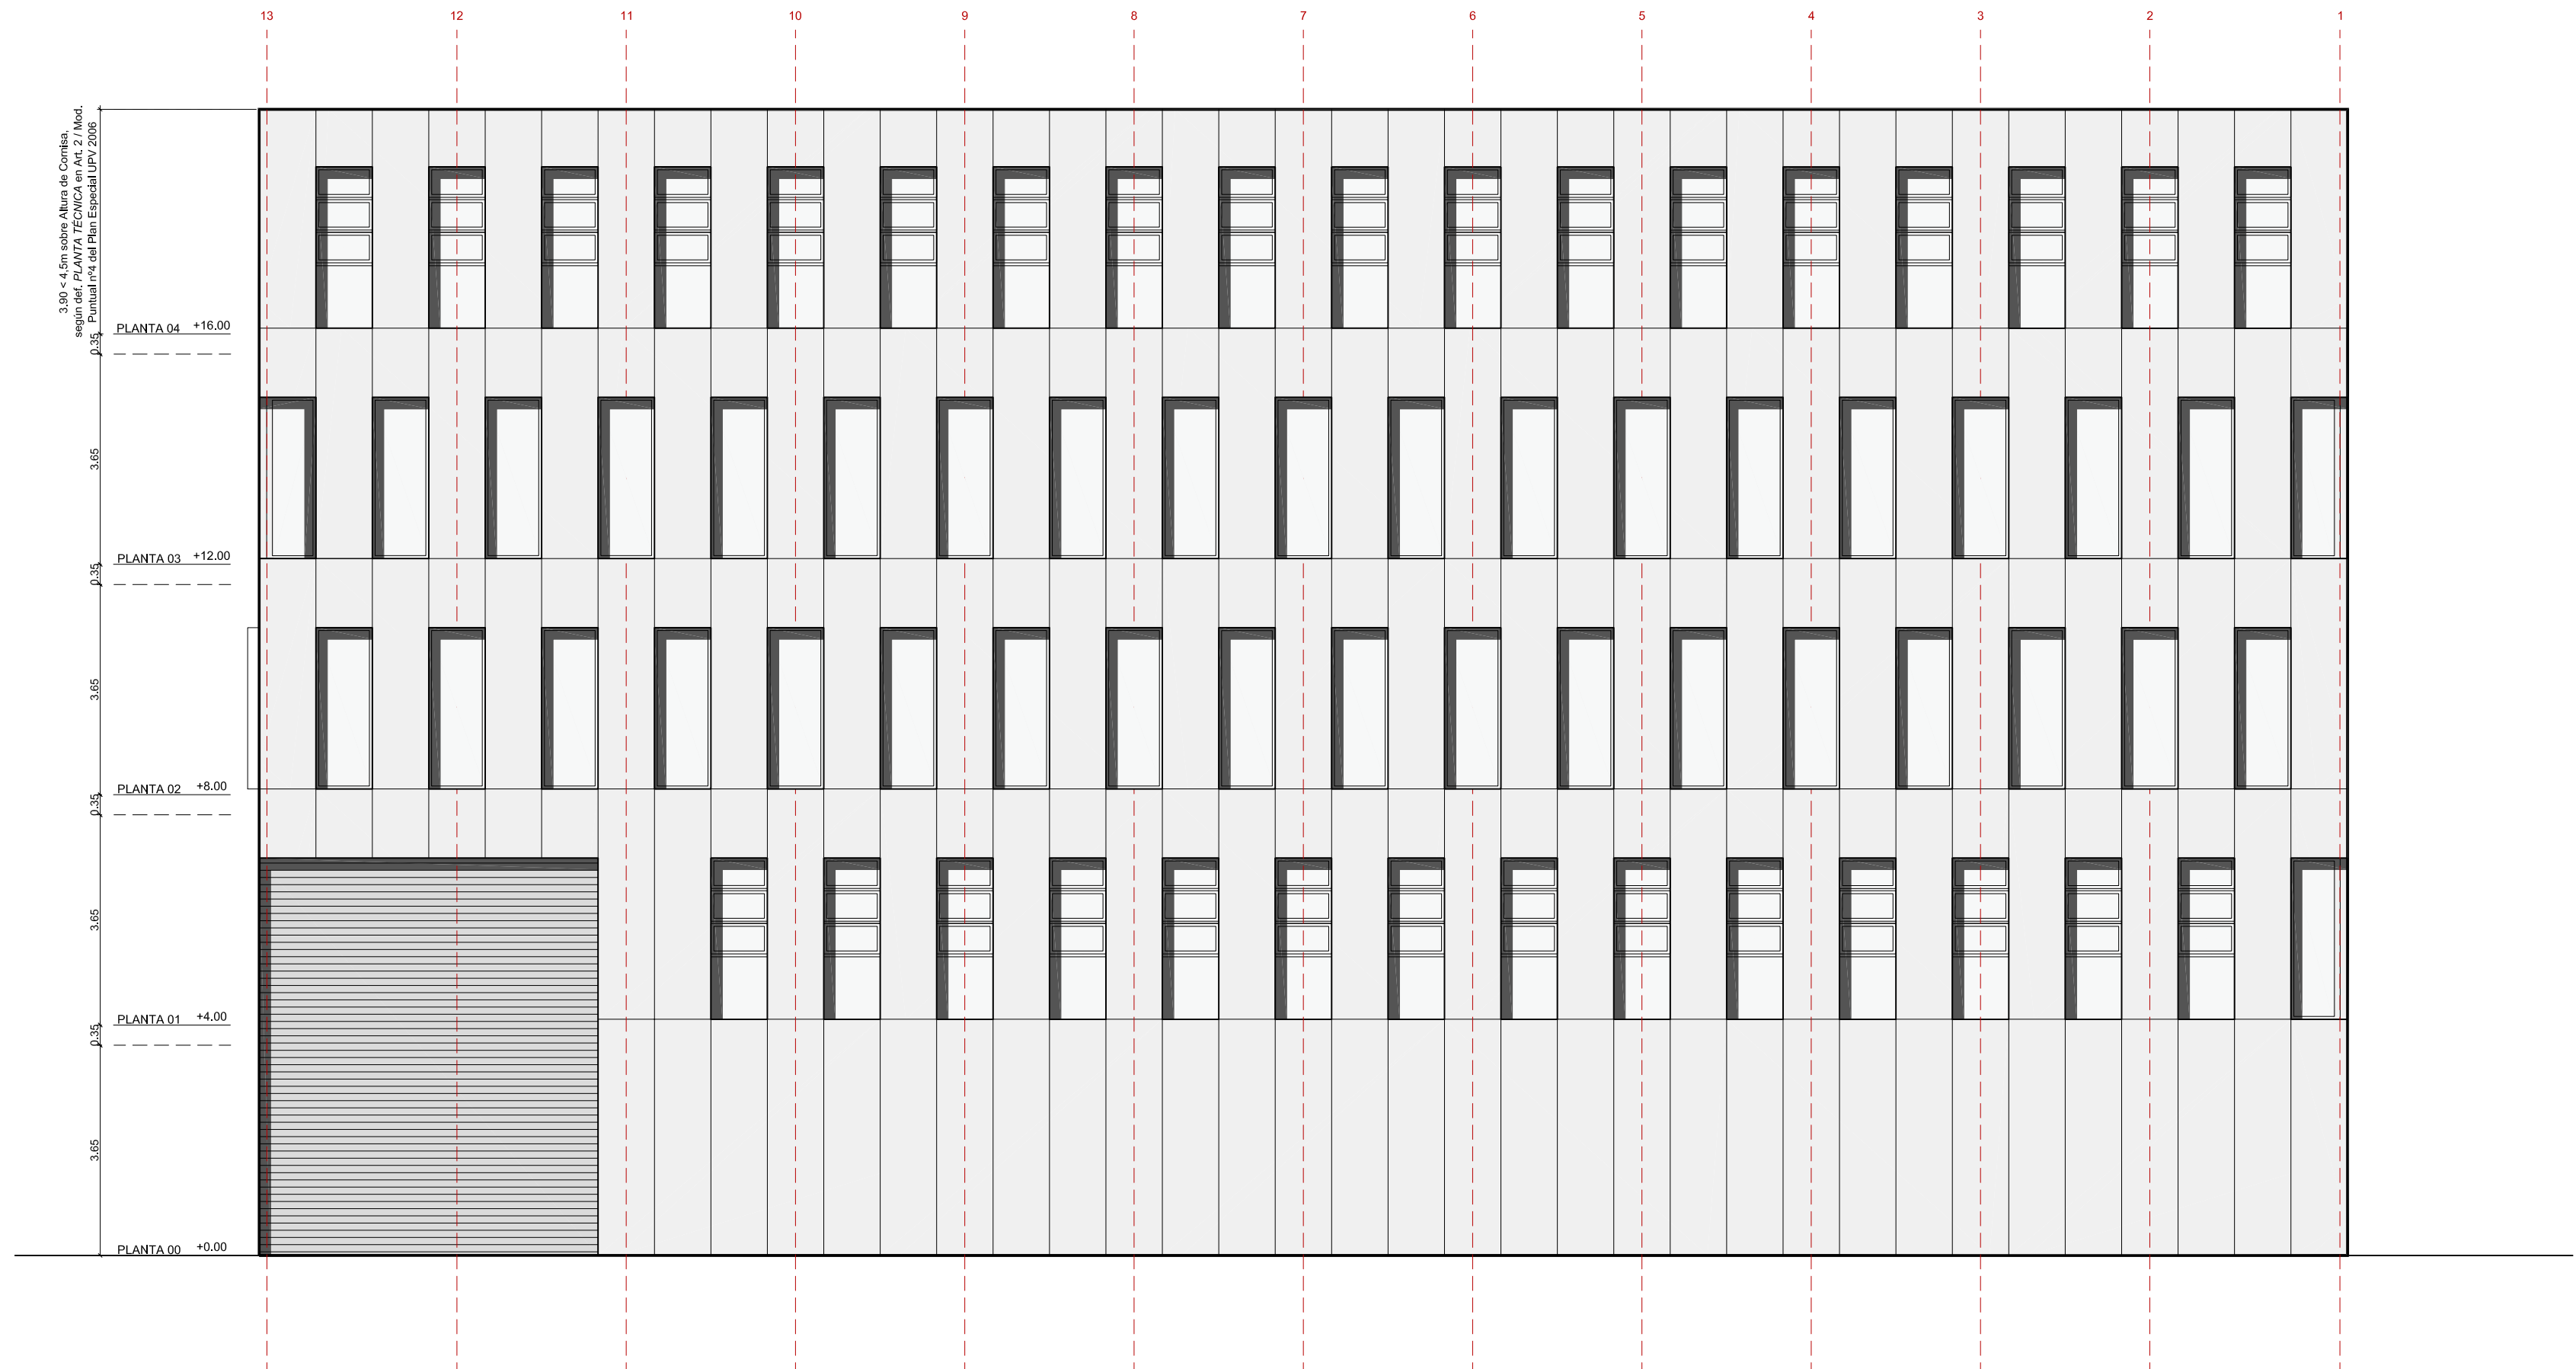 13 12 11 10 9 8 7 6 5 4 3 2 1
3.90 < 4,5m sobre Altura de Cornisa,
según def. PLANTA TÉCNICA en Art. 2 / Mod.
Puntual nº4 del Plan Especial UPV 2006
PLANTA 04 +16.00
0.35
3.65
PLANTA 03 +12.00
0.35
3.65
PLANTA 02 +8.00
0.35
3.65
PLANTA 01 +4.00
0.35
3.65
PLANTA 00 +0.00